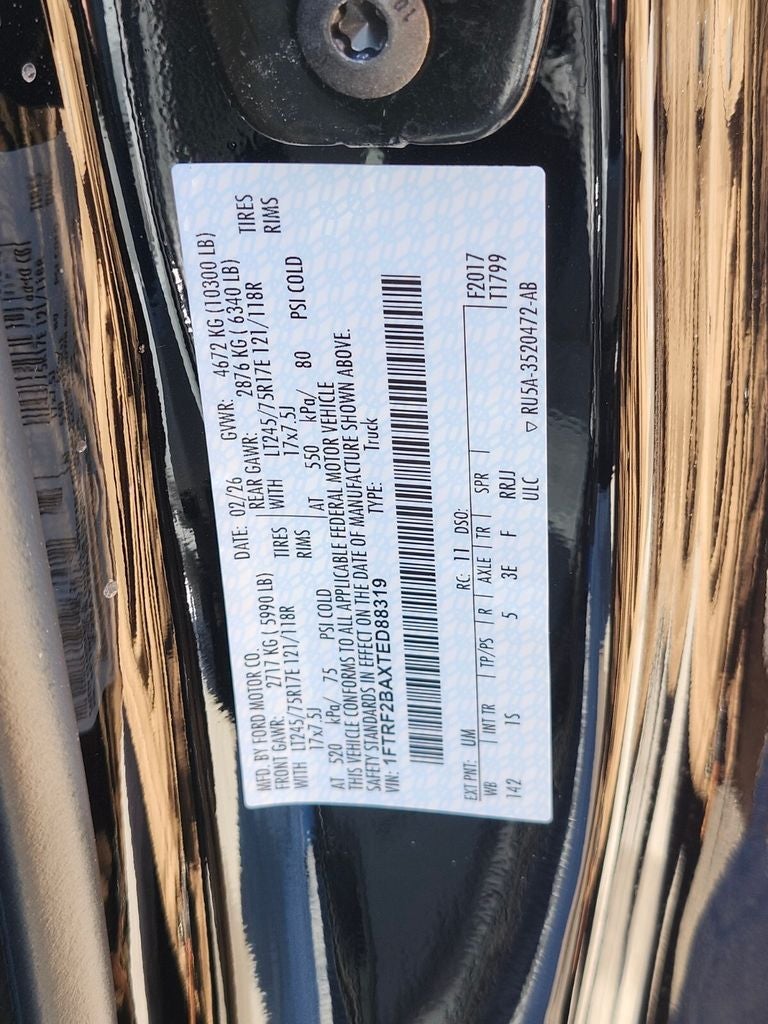 MFD. BY FORD MOTOR CO.
DATE: 02/26 GVWR: 4672 KG (10300 LB)
FRONT GAWR: 2717 KG ( 5990 LB) REAR GAWR: 2876 KG ( 6340 LB)
WITH LT245/75R17E 121/118R TIRES WITH LT245/75R17E 121/118R TIRES
17x7.5J RIMS 17x7.5J RIMS
AT 520 kPa/ 75 PSI COLD AT 550 kPa/ 80 PSI COLD
THIS VEHICLE CONFORMS TO ALL APPLICABLE FEDERAL MOTOR VEHICLE
SAFETY STANDARDS IN EFFECT ON THE DATE OF MANUFACTURE SHOWN ABOVE.
VIN: 1FTRF2BAXTED88319 TYPE: Truck
EXT PNT: UM RC: 11 DSO: F2017
WB INT TR TP/PS R AXLE TR SPR T1799
142 1S 5 3E F RRJJ
ULC
▽ RU5A-3520472-AB
10